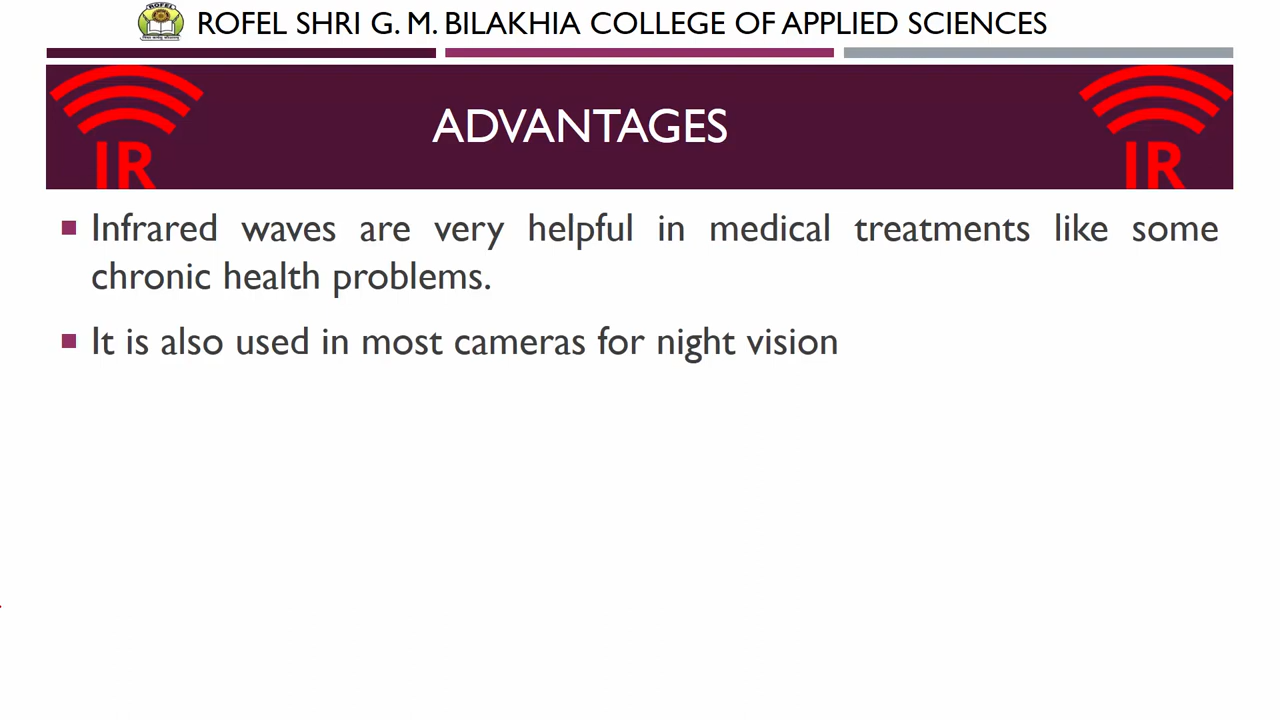 ROFEL
ROFEL SHRI G. M. BILAKHIA COLLEGE OF APPLIED SCIENCES
ADVANTAGES
IR
IR
Infrared waves are very helpful in medical treatments like some
chronic health problems.
It is also used in most cameras for night vision